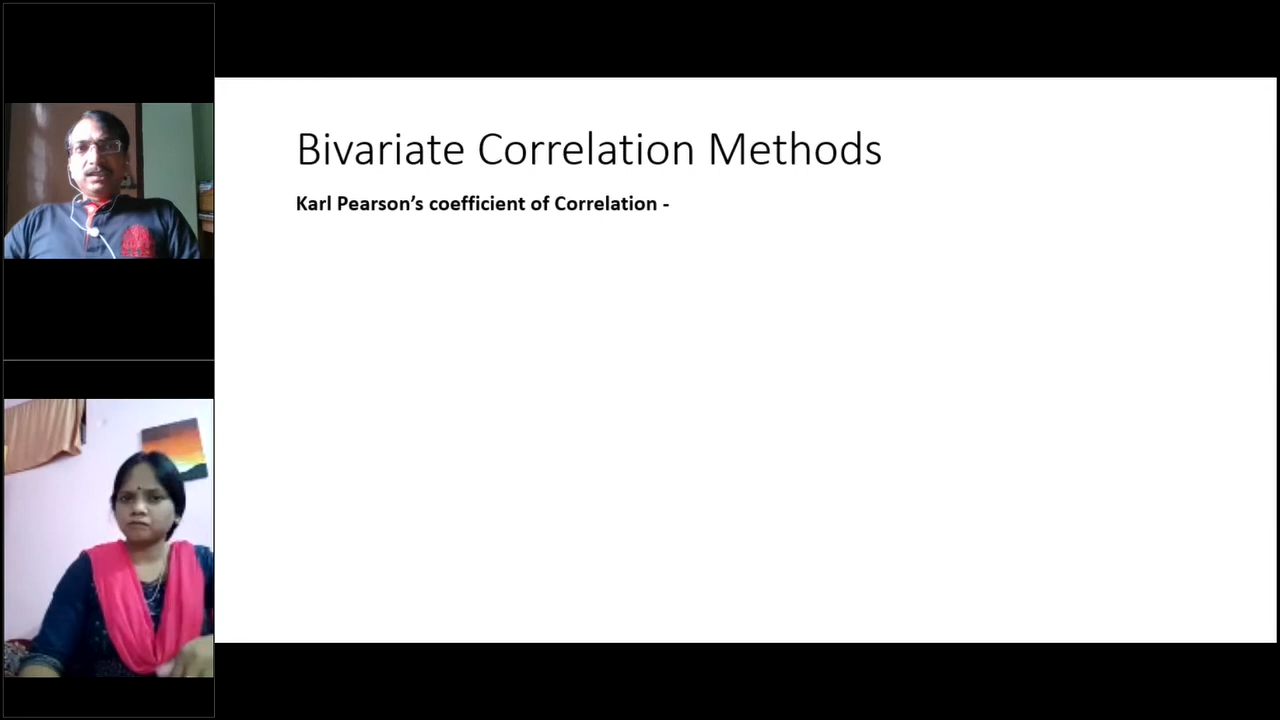 Bivariate Correlation Methods
Karl Pearson’s coefficient of Correlation -